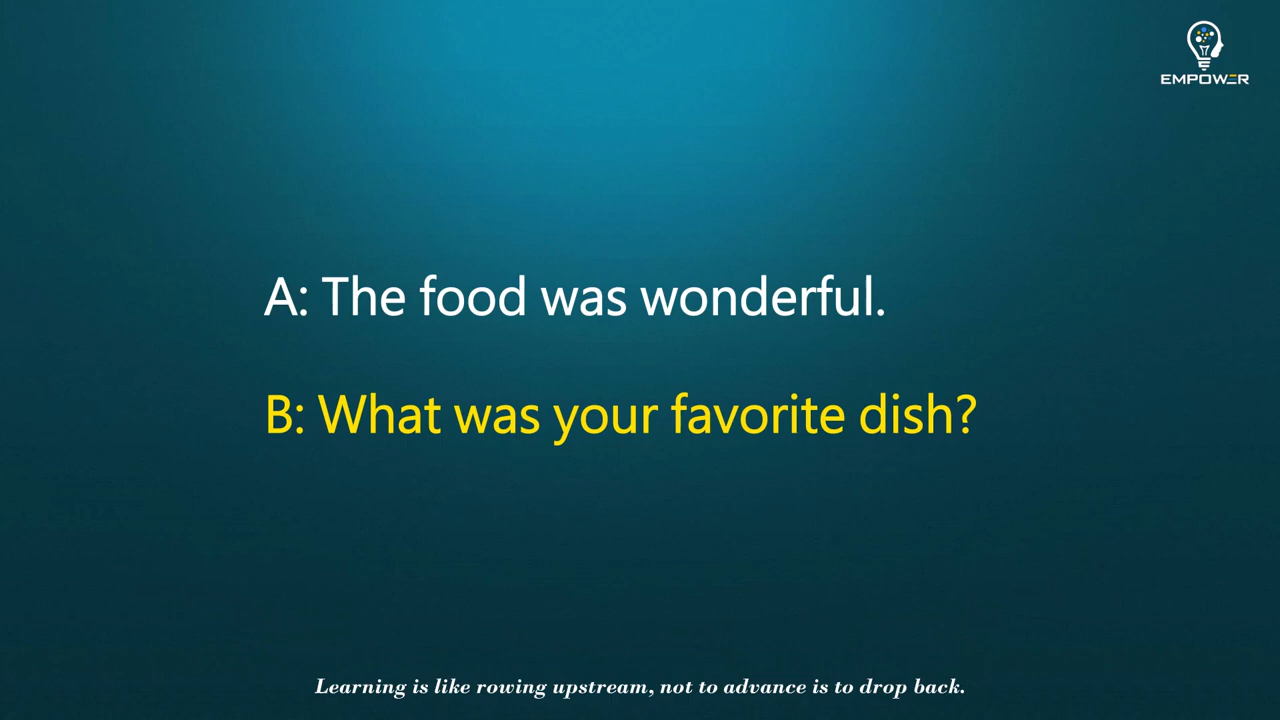 EMPOWER
A: The food was wonderful.
B: What was your favorite dish?
Learning is like rowing upstream, not to advance is to drop back.